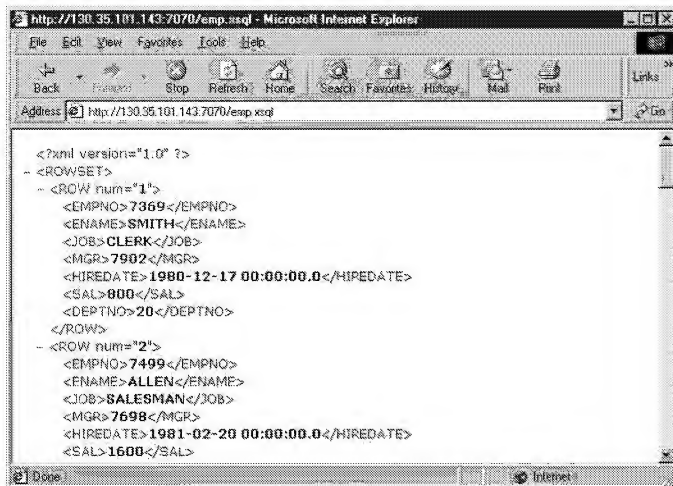 http://130.35.101.143:7070/emp.xsql - Microsoft Internet Explorer
File Edit View Favorites Tools Help
Back Forward Stop Refresh Home Search Favorites History Mail Print Links »
Address http://130.35.101.143:7070/emp.xsql Go
<?xml version="1.0" ?>
- <ROWSET>
- <ROW num="1">
<EMPNO>7369</EMPNO>
<ENAME>SMITH</ENAME>
<JOB>CLERK</JOB>
<MGR>7902</MGR>
<HIREDATE>1980-12-17 00:00:00.0</HIREDATE>
<SAL>800</SAL>
<DEPTNO>20</DEPTNO>
</ROW>
- <ROW num="2">
<EMPNO>7499</EMPNO>
<ENAME>ALLEN</ENAME>
<JOB>SALESMAN</JOB>
<MGR>7698</MGR>
<HIREDATE>1981-02-20 00:00:00.0</HIREDATE>
<SAL>1600</SAL>
Done Internet